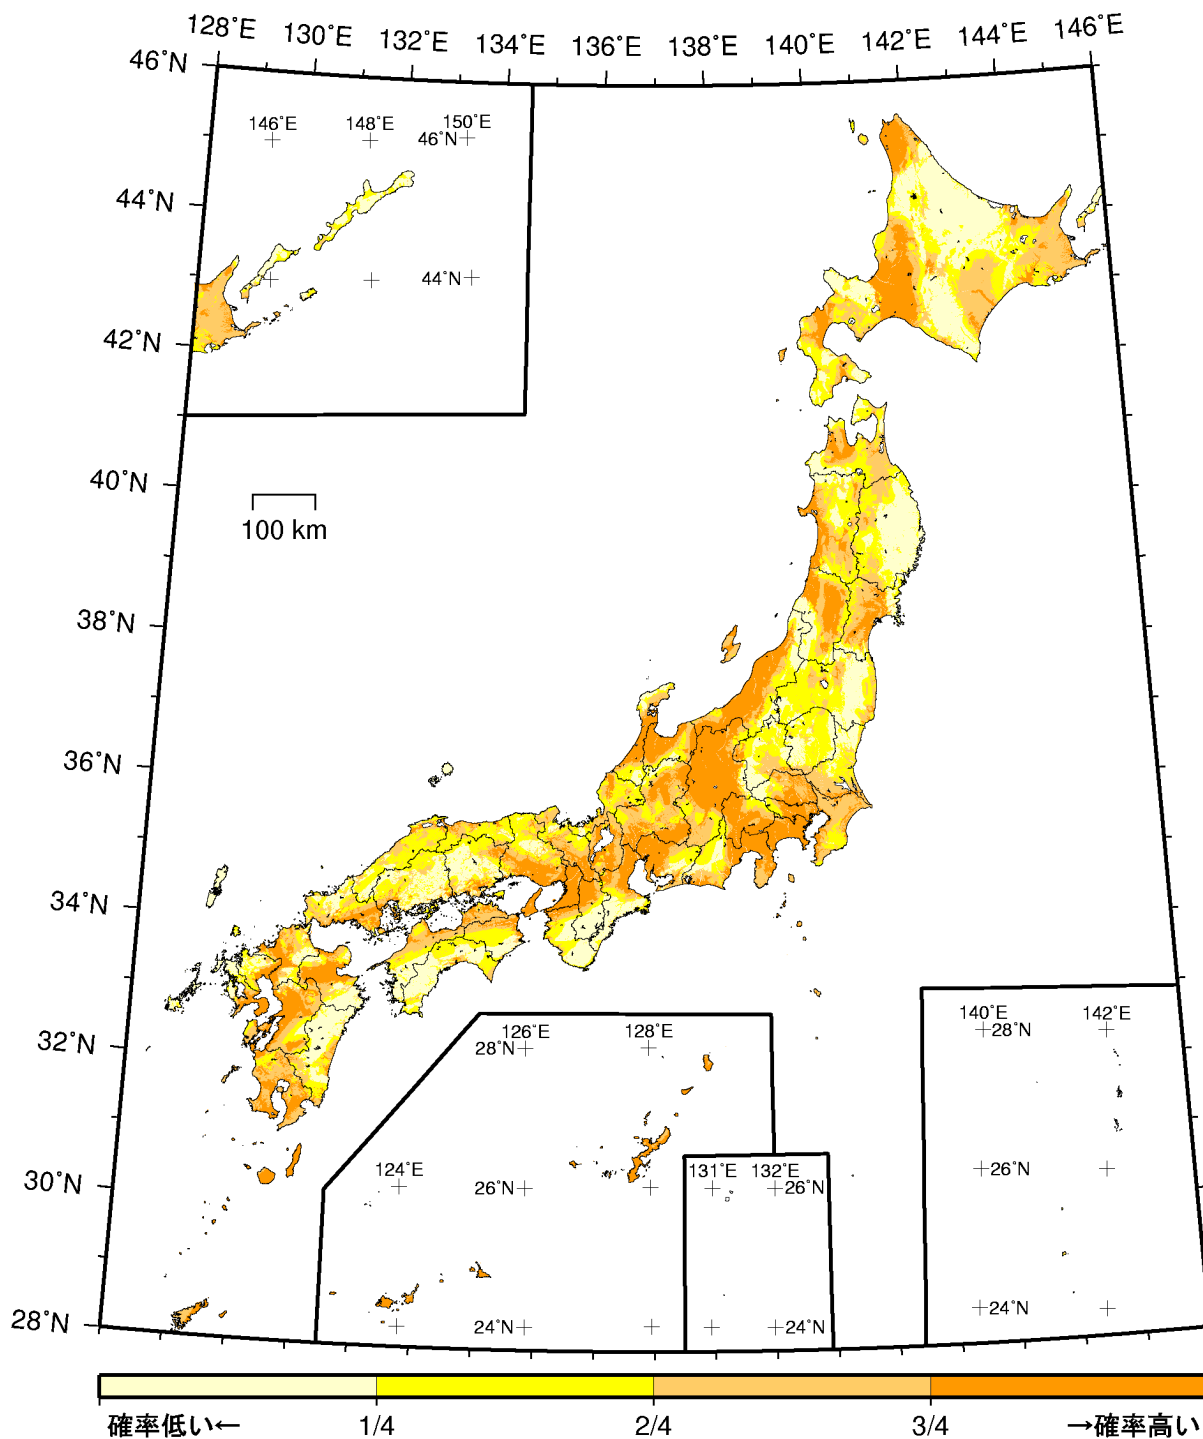 128°E 130°E 132°E 134°E 136°E 138°E 140°E 142°E 144°E 146°E
46°N
146°E 148°E 150°E
46°N
44°N
44°N
42°N
40°N
100 km
38°N
36°N
34°N
32°N
126°E 128°E
28°N
140°E 142°E
28°N
30°N
124°E
26°N
131°E 132°E
26°N
26°N
28°N
24°N
24°N
24°N
確率低い← 1/4 2/4 3/4 →確率高い